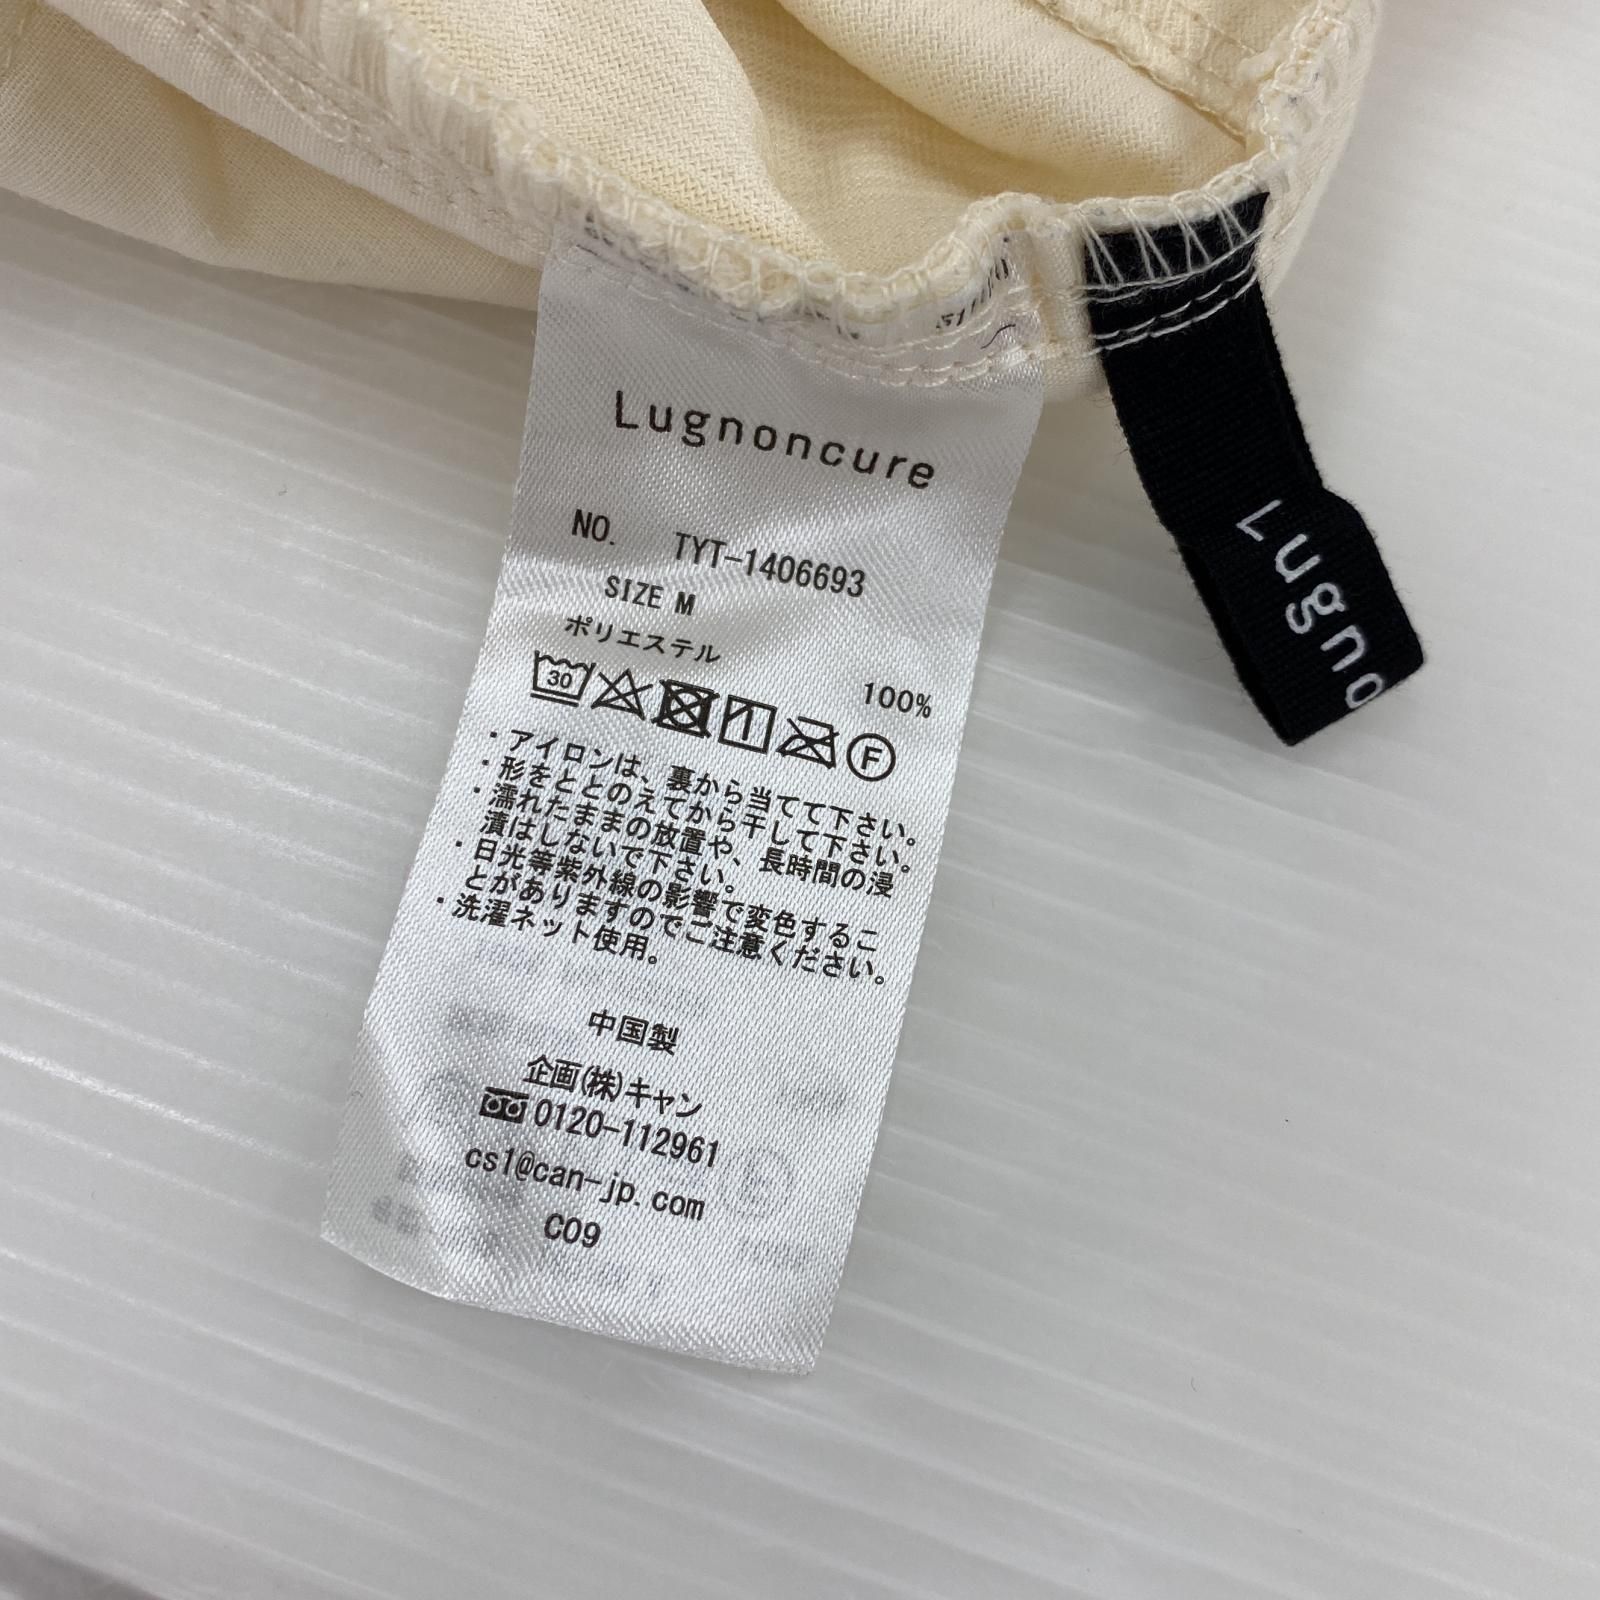 Lugnoncure
NO. TYT-1406693
SIZE M
ポリエステル
100%
30
F
・アイロンは、裏から当てて下さい。
・形をととのえてから干して下さい。
・濡れたままの放置や、長時間の浸
漬はしないで下さい。
・日光等紫外線の影響で変色するこ
とがありますのでご注意ください。
・洗濯ネット使用。
中国製
企画(株)キャン
0120-112961
cs1@can-jp.com
C09
Lugno